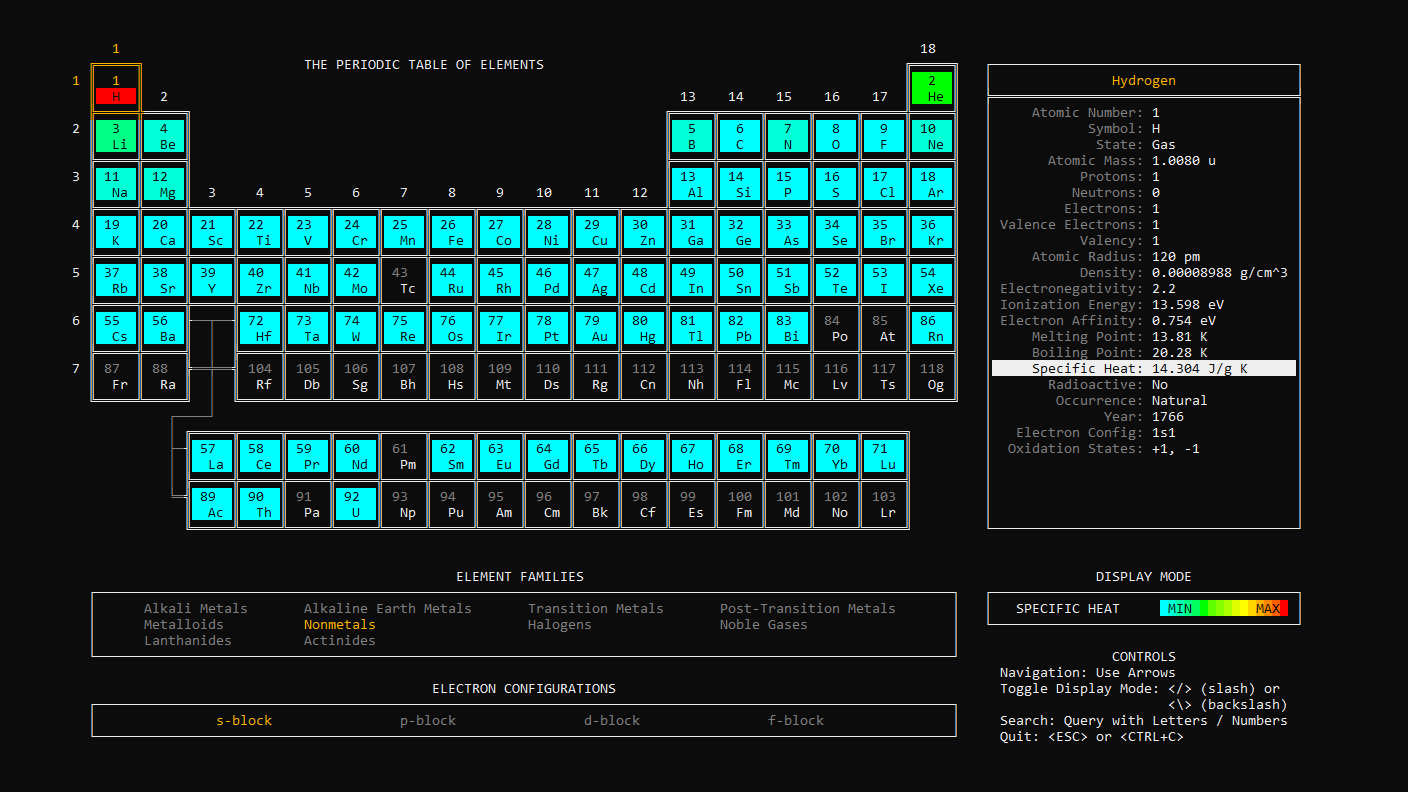 1 18
THE PERIODIC TABLE OF ELEMENTS
1 1 2
H 2 13 14 15 16 17 He
2 3 4 5 6 7 8 9 10
Li Be B C N O F Ne
3 11 12 13 14 15 16 17 18
Na Mg 3 4 5 6 7 8 9 10 11 12 Al Si P S Cl Ar
4 19 20 21 22 23 24 25 26 27 28 29 30 31 32 33 34 35 36
K Ca Sc Ti V Cr Mn Fe Co Ni Cu Zn Ga Ge As Se Br Kr
5 37 38 39 40 41 42 43 44 45 46 47 48 49 50 51 52 53 54
Rb Sr Y Zr Nb Mo Tc Ru Rh Pd Ag Cd In Sn Sb Te I Xe
6 55 56 72 73 74 75 76 77 78 79 80 81 82 83 84 85 86
Cs Ba Hf Ta W Re Os Ir Pt Au Hg Tl Pb Bi Po At Rn
7 87 88 104 105 106 107 108 109 110 111 112 113 114 115 116 117 118
Fr Ra Rf Db Sg Bh Hs Mt Ds Rg Cn Nh Fl Mc Lv Ts Og
57 58 59 60 61 62 63 64 65 66 67 68 69 70 71
La Ce Pr Nd Pm Sm Eu Gd Tb Dy Ho Er Tm Yb Lu
89 90 91 92 93 94 95 96 97 98 99 100 101 102 103
Ac Th Pa U Np Pu Am Cm Bk Cf Es Fm Md No Lr
Hydrogen
Atomic Number: 1
Symbol: H
State: Gas
Atomic Mass: 1.0080 u
Protons: 1
Neutrons: 0
Electrons: 1
Valence Electrons: 1
Valency: 1
Atomic Radius: 120 pm
Density: 0.00008988 g/cm^3
Electronegativity: 2.2
Ionization Energy: 13.598 eV
Electron Affinity: 0.754 eV
Melting Point: 13.81 K
Boiling Point: 20.28 K
Specific Heat: 14.304 J/g K
Radioactive: No
Occurrence: Natural
Year: 1766
Electron Config: 1s1
Oxidation States: +1, -1
ELEMENT FAMILIES
Alkali Metals Alkaline Earth Metals Transition Metals Post-Transition Metals
Metalloids Nonmetals Halogens Noble Gases
Lanthanides Actinides
ELECTRON CONFIGURATIONS
s-block p-block d-block f-block
DISPLAY MODE
SPECIFIC HEAT MIN MAX
CONTROLS
Navigation: Use Arrows
Toggle Display Mode: </> (slash) or
<\> (backslash)
Search: Query with Letters / Numbers
Quit: <ESC> or <CTRL+C>